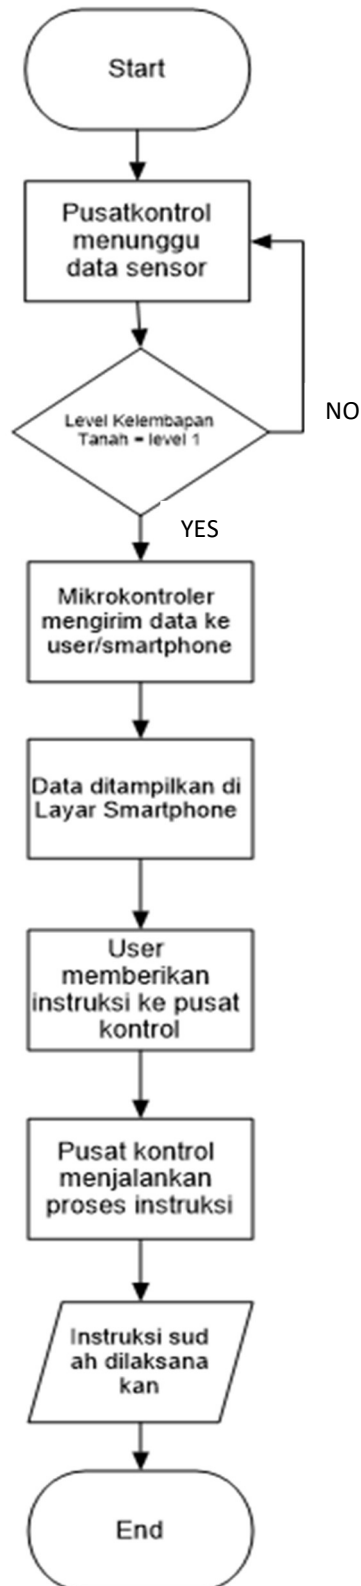 Start
Pusatkontrol
menunggu
data sensor
Level Kelembapan
Tanah = level 1
NO
YES
Mikrokontroler
mengirim data ke
user/smartphone
Data ditampilkan di
Layar Smartphone
User
memberikan
instruksi ke pusat
kontrol
Pusat kontrol
menjalankan
proses instruksi
Instruksi sud
ah dilaksana
kan
End